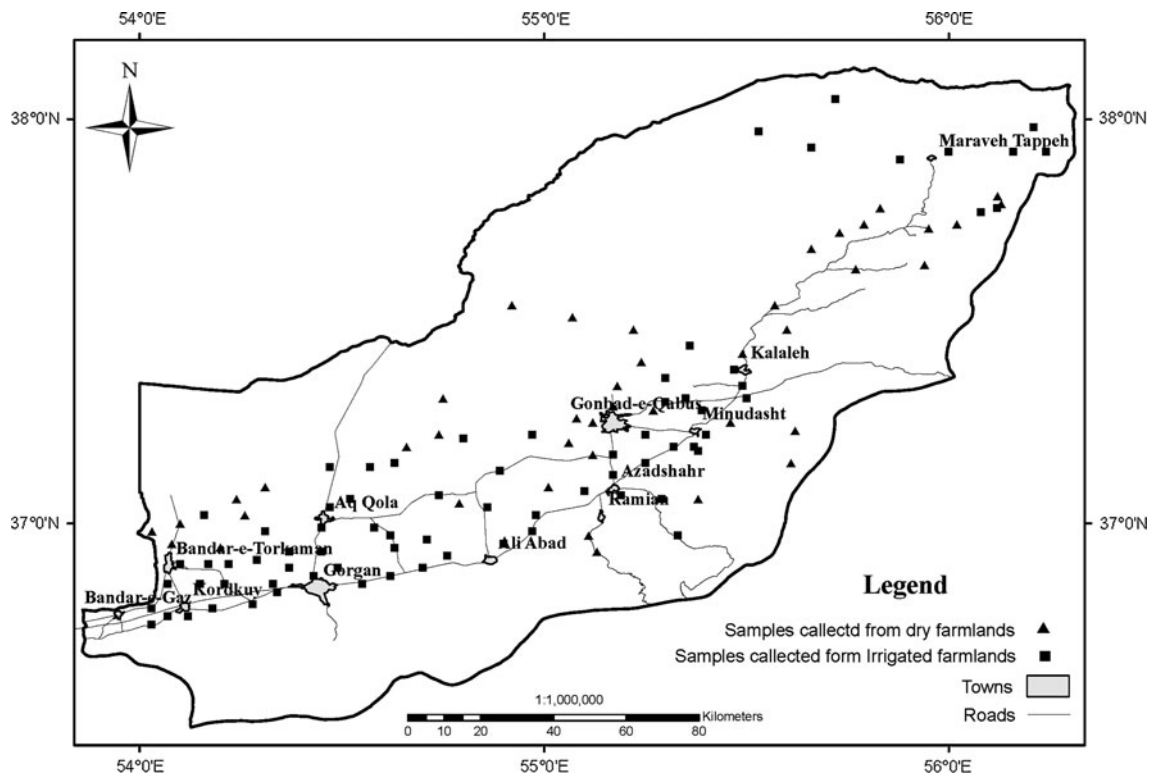 54°0'E 55°0'E 56°0'E
N
38°0'N 38°0'N
Maraveh Tappeh
Kalaleh
Gonbad-e-Qabus
Minudasht
Azadshahr
Ramian
Aq Qola
37°0'N 37°0'N
Ali Abad
Bandar-e-Torkaman
Gorgan
Bandar-e-Gaz
Kordkuy
Legend
Samples callectd from dry farmlands
Samples callected form Irrigated farmlands
Towns
Roads
1:1,000,000
Kilometers
0 10 20 40 60 80
54°0'E 55°0'E 56°0'E